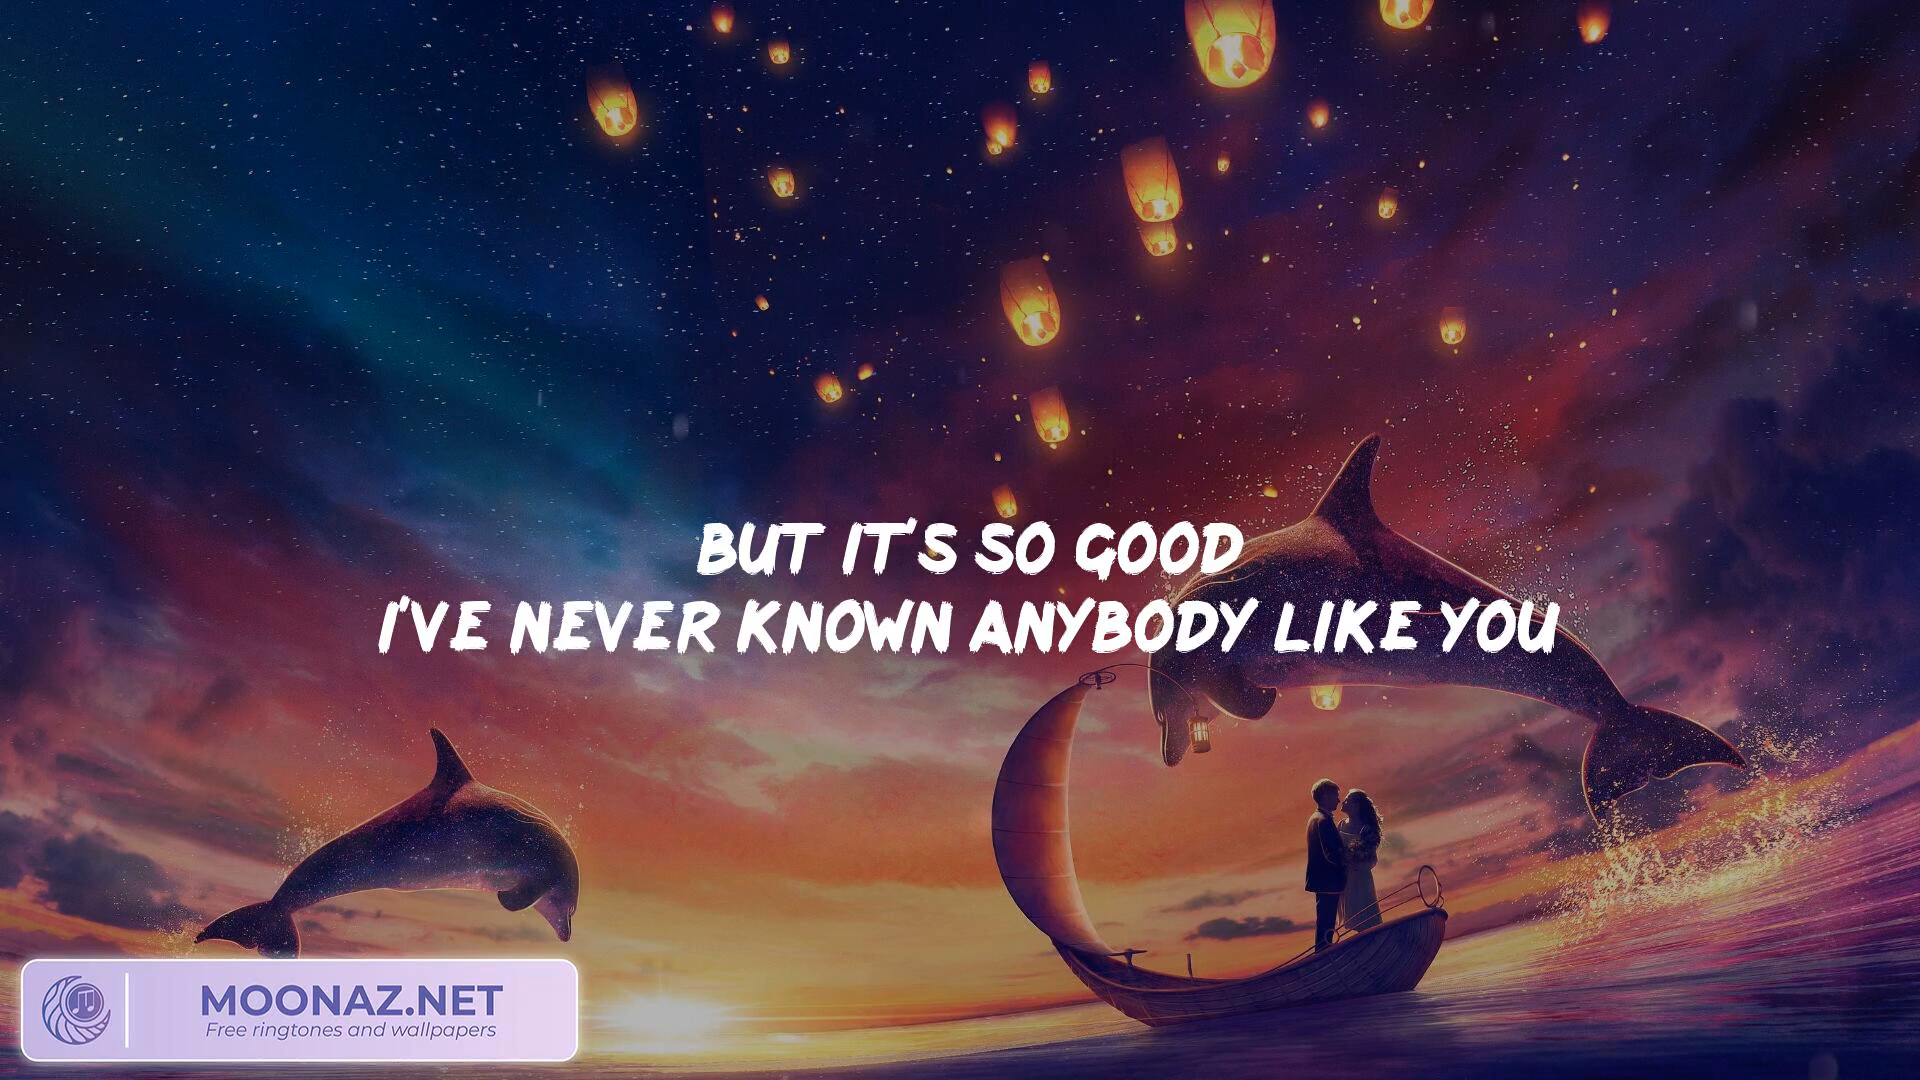 BUT IT'S SO GOOD
I'VE NEVER KNOWN ANYBODY LIKE YOU
MOONAZ.NET
Free ringtones and wallpapers